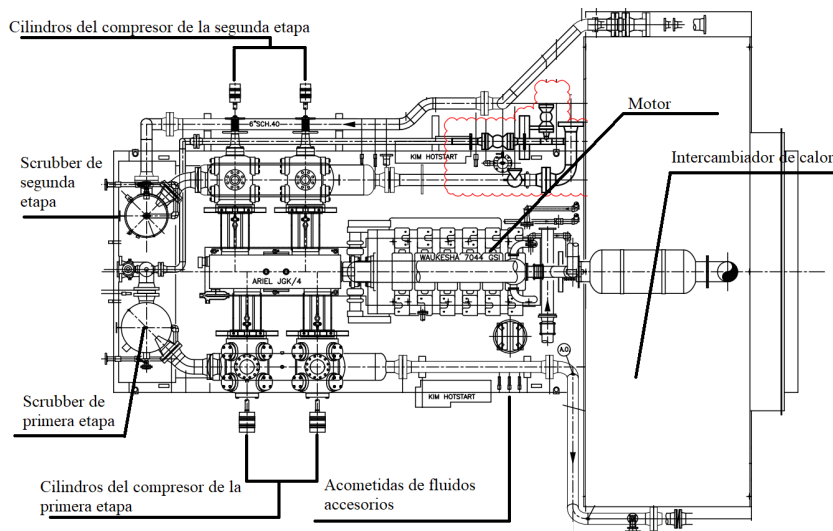 Cilindros del compresor de la segunda etapa
Motor
6"SCH.40
KIM HOTSTART
Intercambiador de calor
Scrubber de
segunda
etapa
WAUKESHA 7044 GSI
ARIEL JGK/4
A.O.
Scrubber de
primera etapa
KIM HOTSTART
Cilindros del compresor de la
primera etapa
Acometidas de fluidos
accesorios